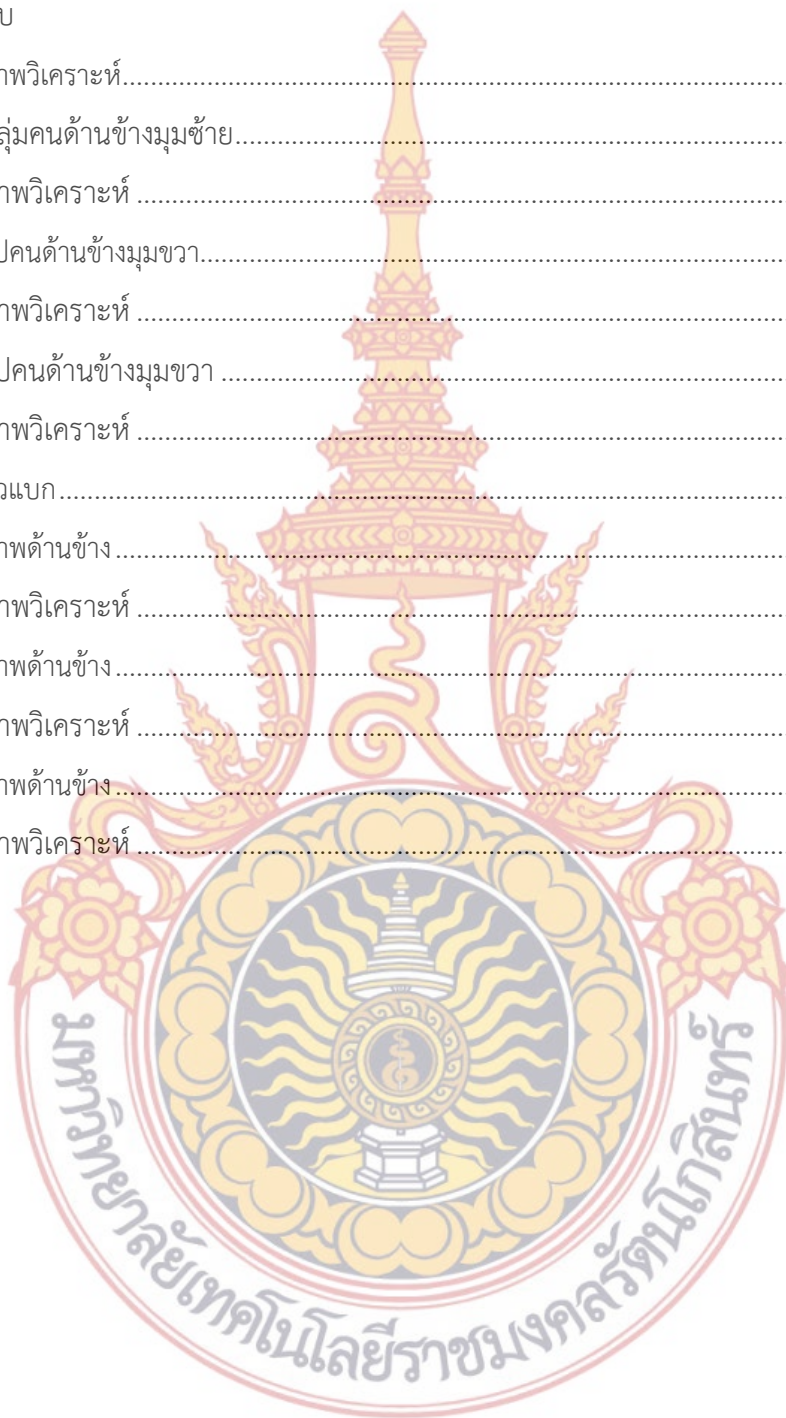 บ
าพวิเคราะห์
ลุ่มคนด้านข้างมุมซ้าย
าพวิเคราะห์
ปคนด้านข้างมุมขวา
าพวิเคราะห์
ปคนด้านข้างมุมขวา
าพวิเคราะห์
วแบก
าพด้านข้าง
าพวิเคราะห์
าพด้านข้าง
าพวิเคราะห์
าพด้านข้าง
าพวิเคราะห์
มหาวิทยาลัยเทคโนโลยีราชมงคลรัตนโกสินทร์